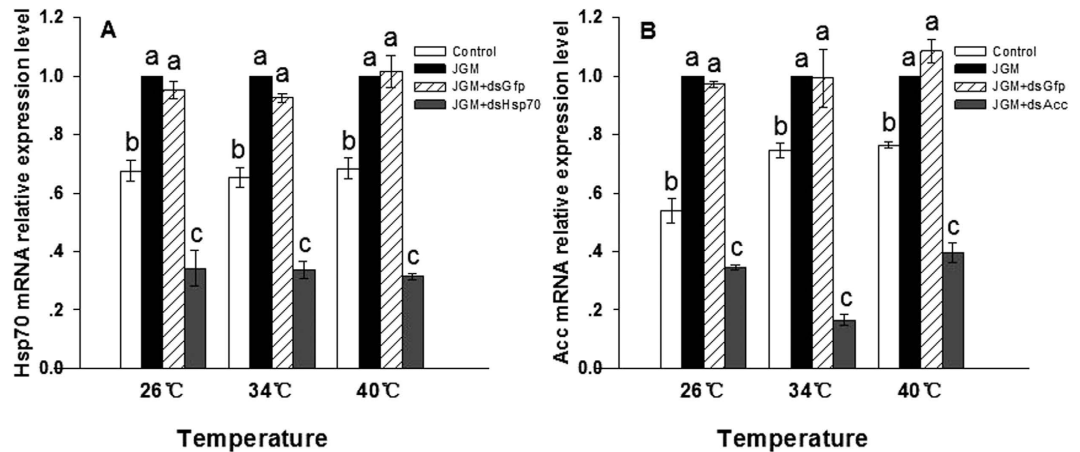 A
Hsp70 mRNA relative expression level
1.2
1.0
.8
.6
.4
0.2
0.0
b a a c
b a a c
b a a c
Control
JGM
JGM+dsGfp
JGM+dsHsp70
26℃ 34℃ 40℃
Temperature
B
Acc mRNA relative expression level
1.2
1.0
.8
.6
.4
0.2
0.0
b a a c
b a a c
b a a c
Control
JGM
JGM+dsGfp
JGM+dsAcc
26℃ 34℃ 40℃
Temperature